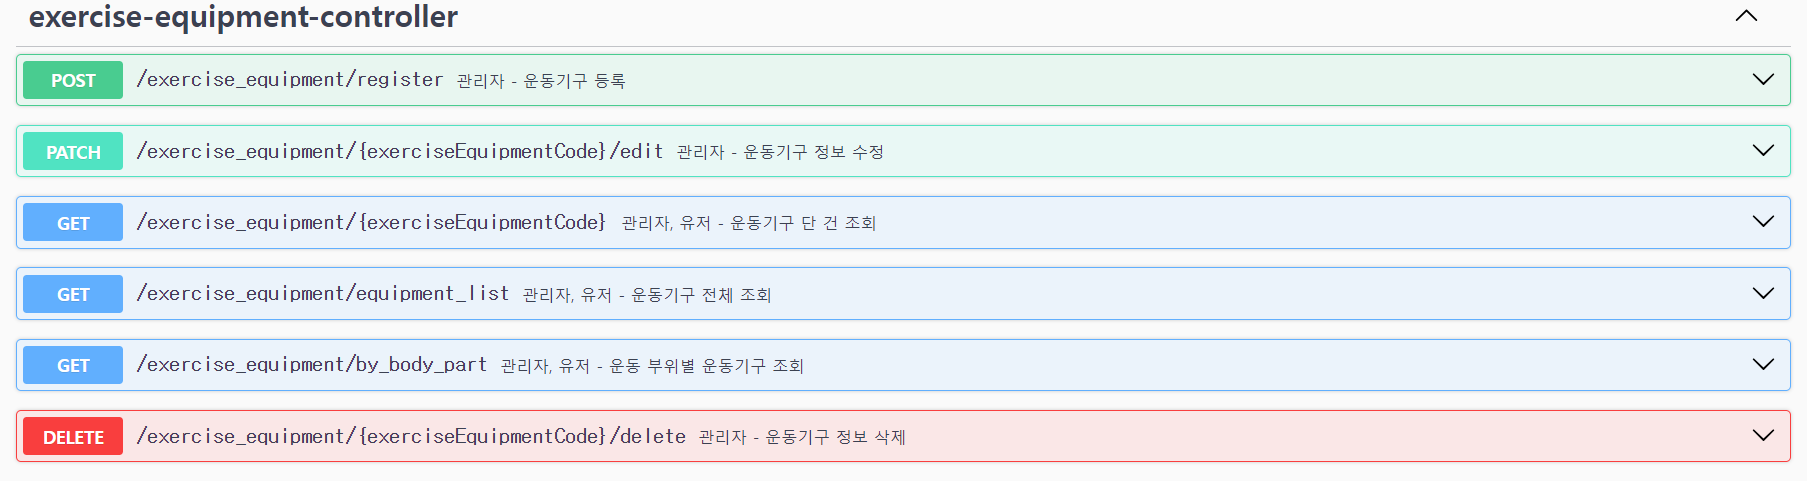 exercise-equipment-controller
POST /exercise_equipment/register 관리자 - 운동기구 등록
PATCH /exercise_equipment/{exerciseEquipmentCode}/edit 관리자 - 운동기구 정보 수정
GET /exercise_equipment/{exerciseEquipmentCode} 관리자, 유저 - 운동기구 단 건 조회
GET /exercise_equipment/equipment_list 관리자, 유저 - 운동기구 전체 조회
GET /exercise_equipment/by_body_part 관리자, 유저 - 운동 부위별 운동기구 조회
DELETE /exercise_equipment/{exerciseEquipmentCode}/delete 관리자 - 운동기구 정보 삭제